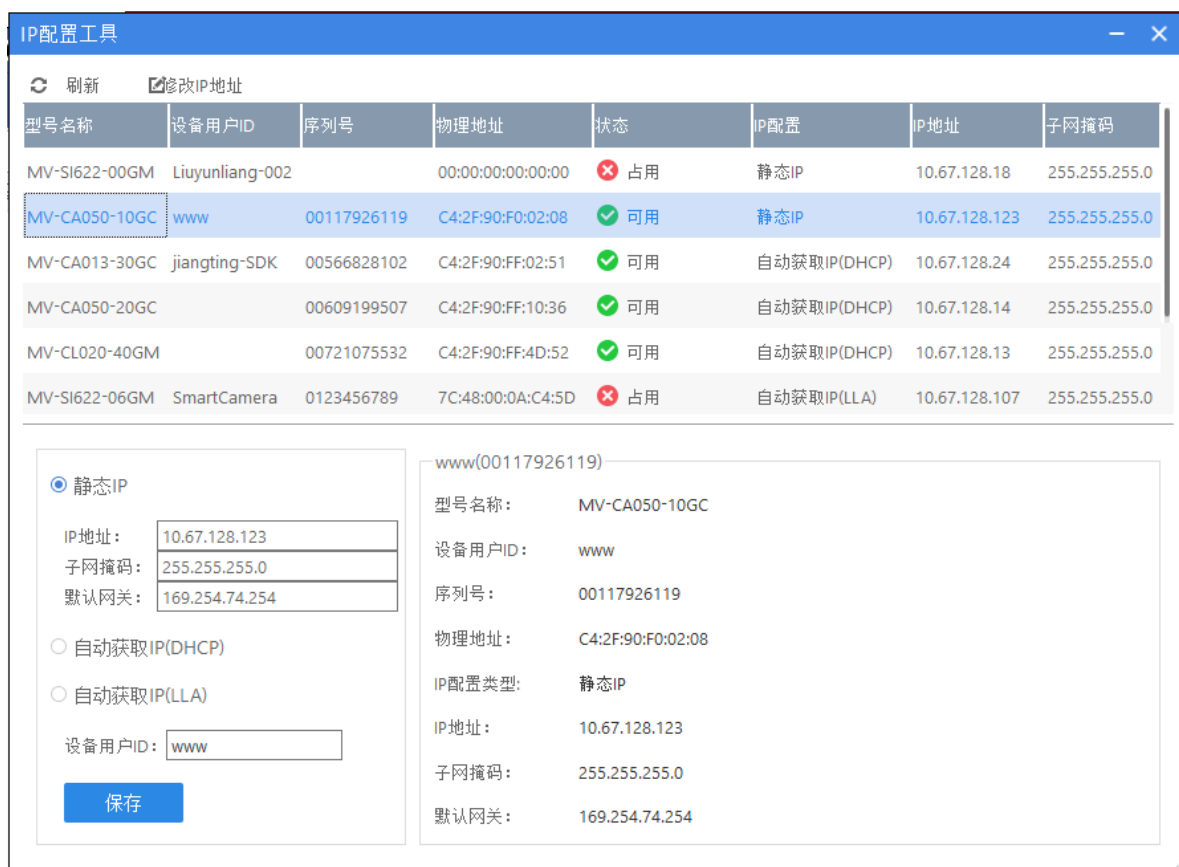 IP配置工具
刷新 修改IP地址
型号名称 设备用户ID 序列号 物理地址 状态 IP配置 IP地址 子网掩码
MV-SI622-00GM Liuyunliang-002 00:00:00:00:00:00 占用 静态IP 10.67.128.18 255.255.255.0
MV-CA050-10GC www 00117926119 C4:2F:90:F0:02:08 可用 静态IP 10.67.128.123 255.255.255.0
MV-CA013-30GC jiangting-SDK 00566828102 C4:2F:90:FF:02:51 可用 自动获取IP(DHCP) 10.67.128.24 255.255.255.0
MV-CA050-20GC 00609199507 C4:2F:90:FF:10:36 可用 自动获取IP(DHCP) 10.67.128.14 255.255.255.0
MV-CL020-40GM 00721075532 C4:2F:90:FF:4D:52 可用 自动获取IP(DHCP) 10.67.128.13 255.255.255.0
MV-SI622-06GM SmartCamera 0123456789 7C:48:00:0A:C4:5D 占用 自动获取IP(LLA) 10.67.128.107 255.255.255.0
静态IP
IP地址： 10.67.128.123
子网掩码： 255.255.255.0
默认网关： 169.254.74.254
自动获取IP(DHCP)
自动获取IP(LLA)
设备用户ID： www
保存
www(00117926119)
型号名称： MV-CA050-10GC
设备用户ID： www
序列号： 00117926119
物理地址： C4:2F:90:F0:02:08
IP配置类型: 静态IP
IP地址： 10.67.128.123
子网掩码： 255.255.255.0
默认网关： 169.254.74.254